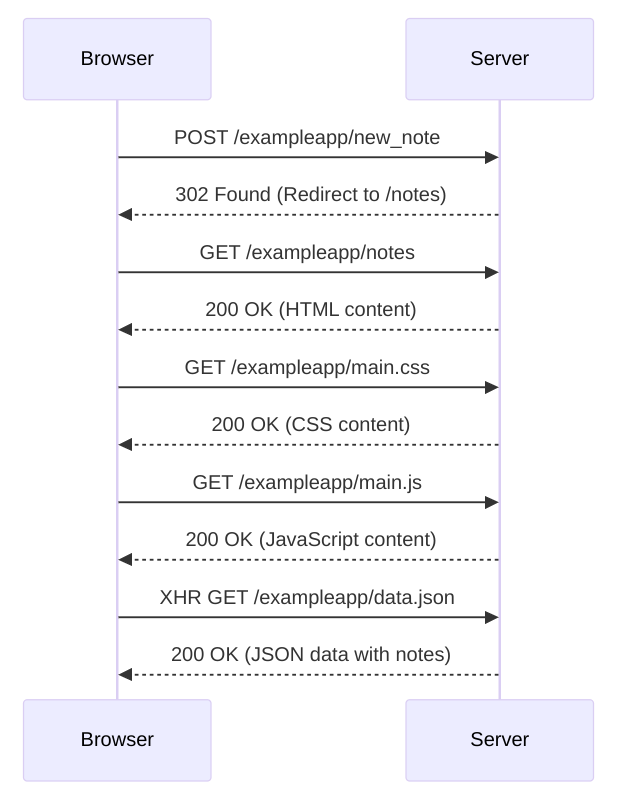 Browser
Server
POST /exampleapp/new_note
302 Found (Redirect to /notes)
GET /exampleapp/notes
200 OK (HTML content)
GET /exampleapp/main.css
200 OK (CSS content)
GET /exampleapp/main.js
200 OK (JavaScript content)
XHR GET /exampleapp/data.json
200 OK (JSON data with notes)
Browser
Server